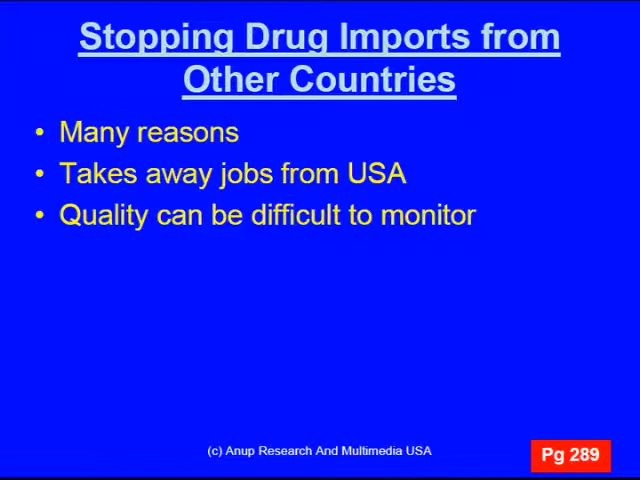 Stopping Drug Imports from
Other Countries
• Many reasons
• Takes away jobs from USA
• Quality can be difficult to monitor
(c) Anup Research And Multimedia USA
Pg 289